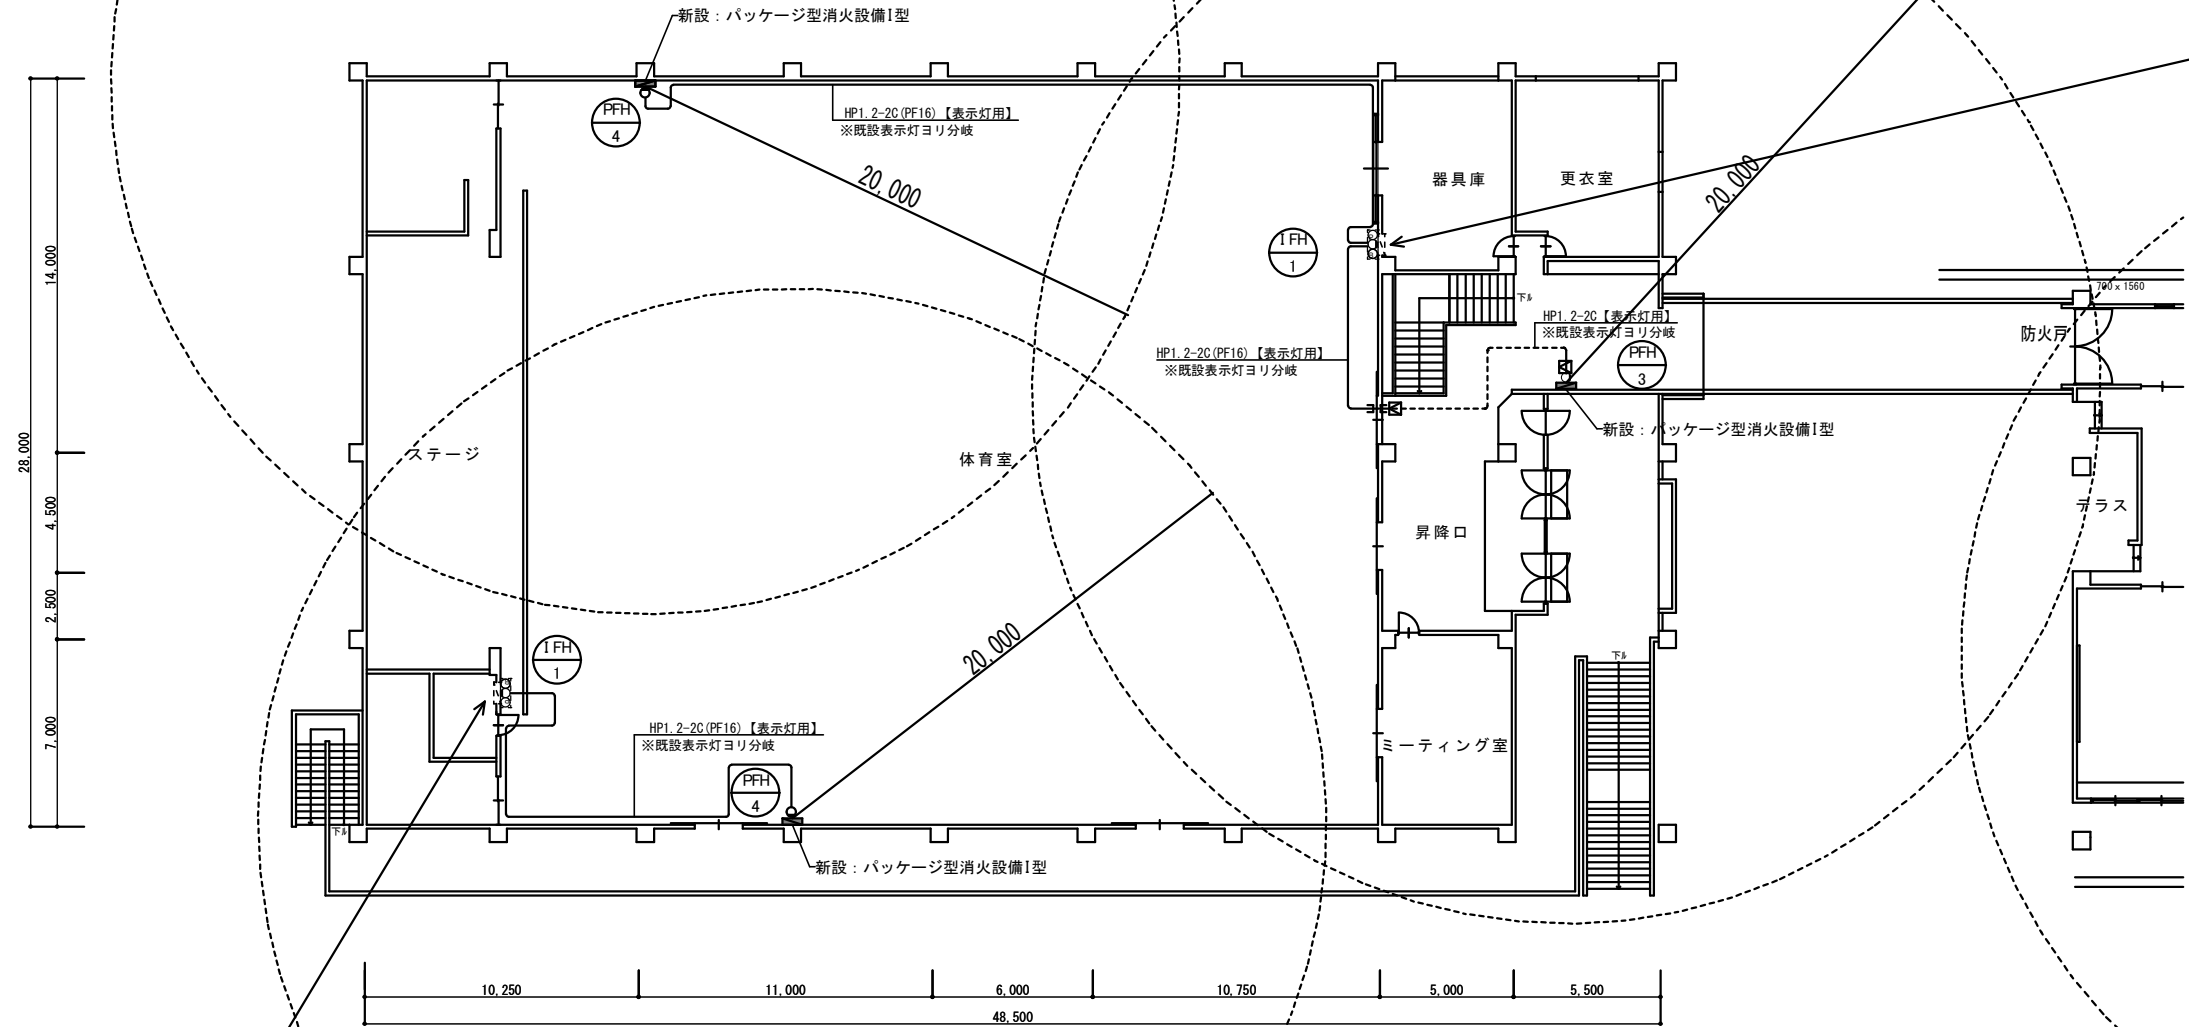 新設：パッケージ型消火設備I型
PFH
4
HP1.2-2C(PF16)【表示灯用】
※既設表示灯ヨリ分岐
20,000
器具庫
更衣室
20,000
IFH
1
14,000
下ル
700x1560
HP1.2-2C【表示灯用】
※既設表示灯ヨリ分岐
防火戸
HP1.2-2C(PF16)【表示灯用】
※既設表示灯ヨリ分岐
PFH
3
新設：パッケージ型消火設備I型
28,000
ステージ
体育室
4,500
テラス
昇降口
2,500
IFH
1
20,000
下ル
7,000
HP1.2-2C(PF16)【表示灯用】
※既設表示灯ヨリ分岐
ミーティング室
PFH
4
下ル
新設：パッケージ型消火設備I型
10,250
11,000
6,000
10,750
5,000
5,500
48,500